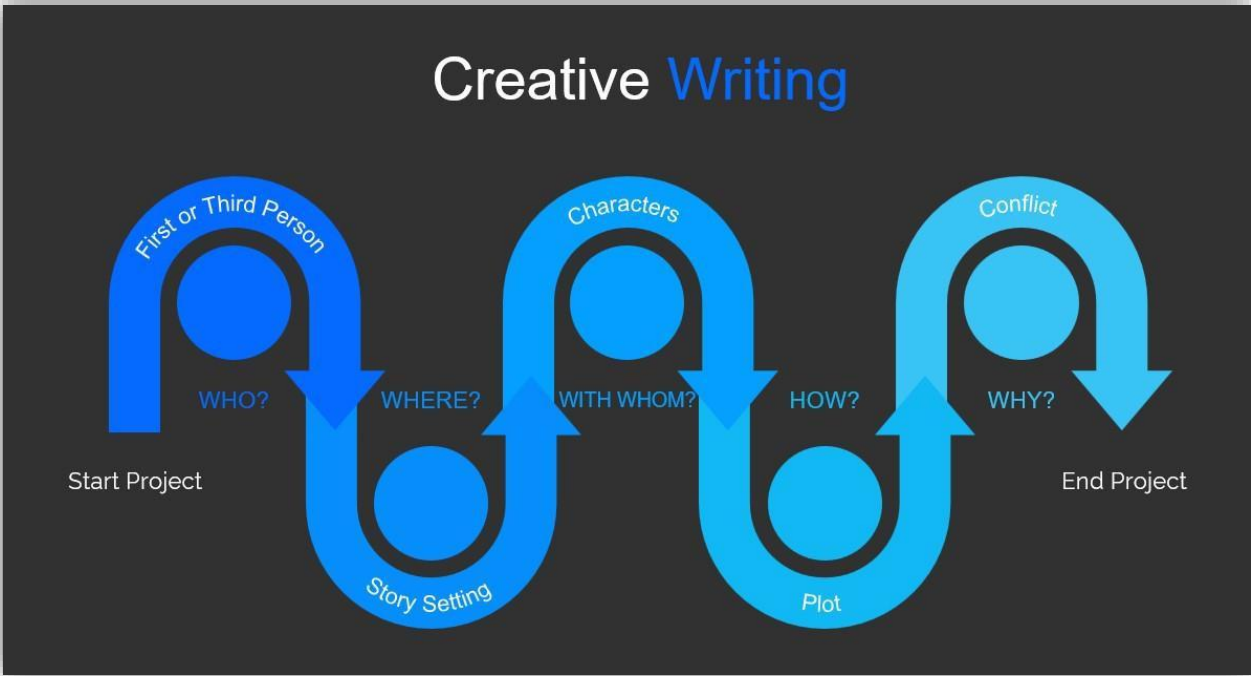 Creative Writing
First or Third Person
Characters
Conflict
WHO?
WHERE?
WITH WHOM?
HOW?
WHY?
Start Project
End Project
Story Setting
Plot